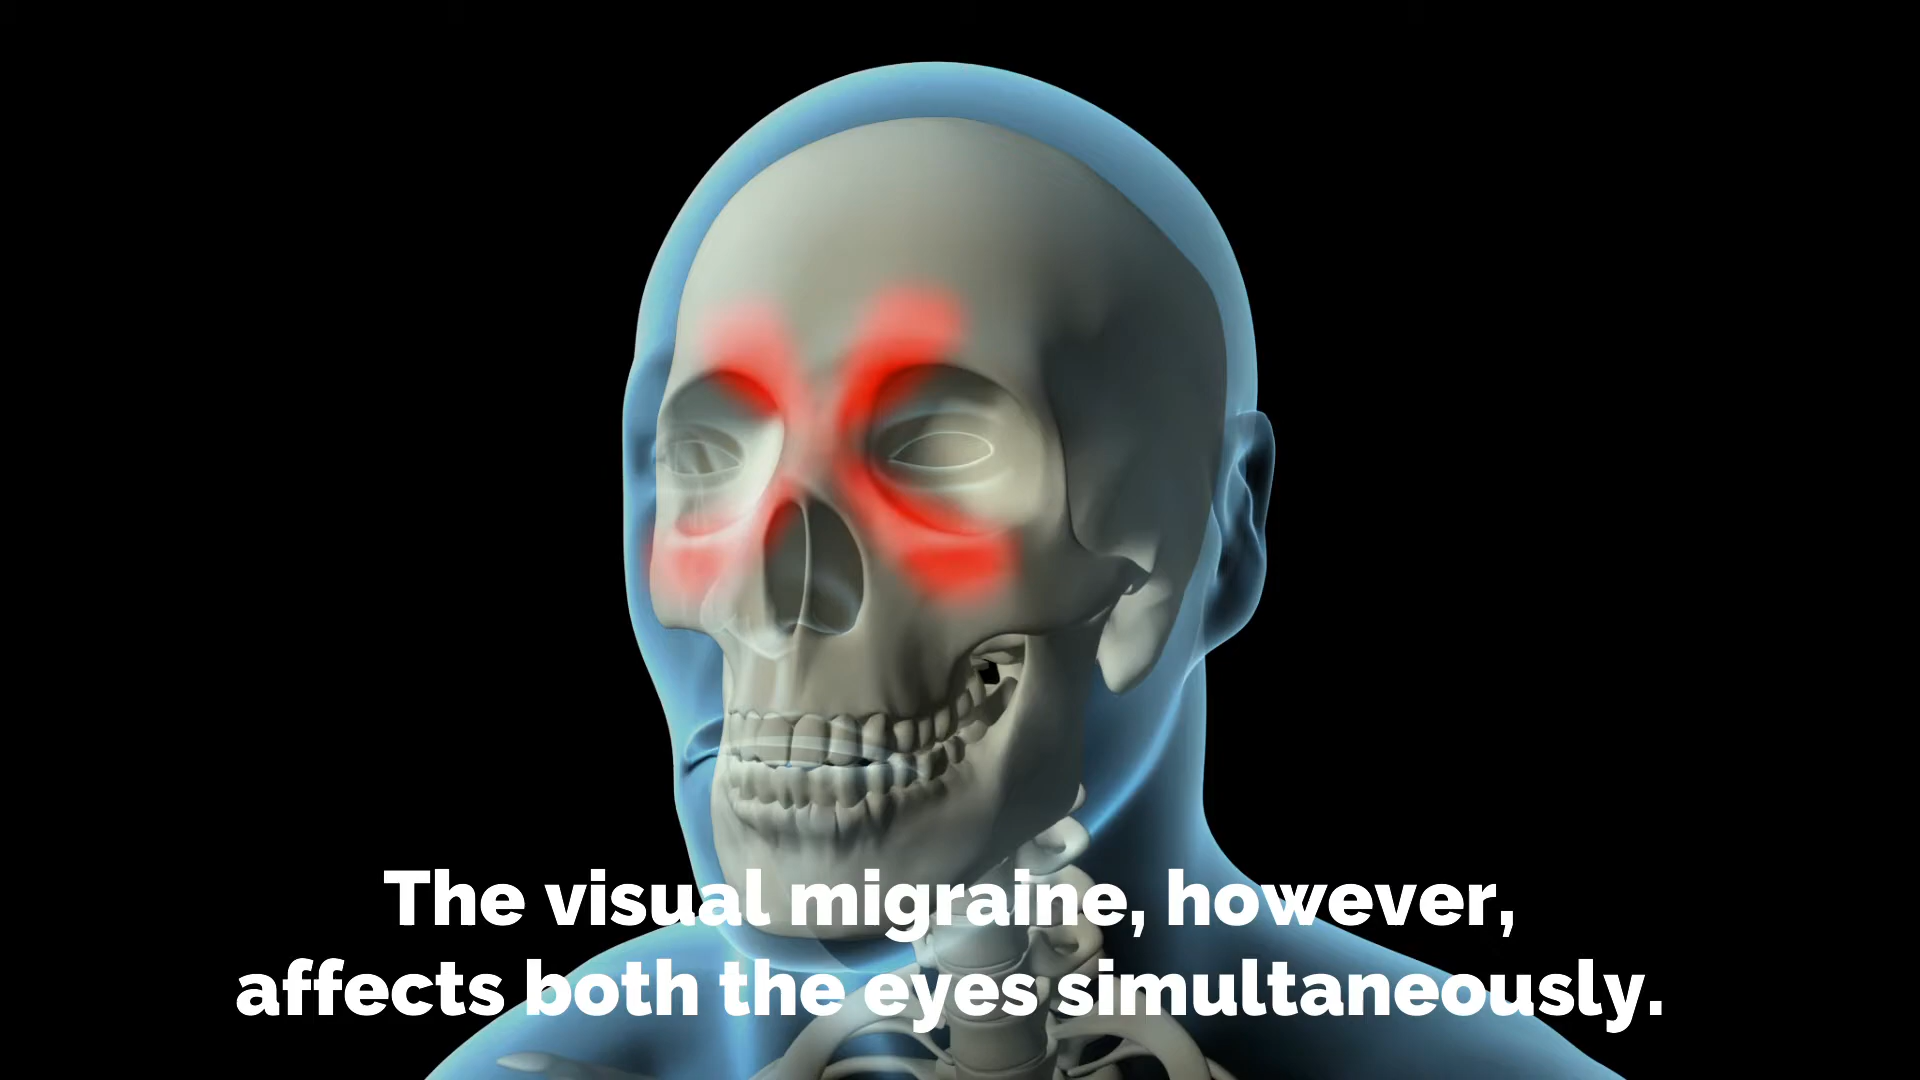 The visual migraine, however,
affects both the eyes simultaneously.